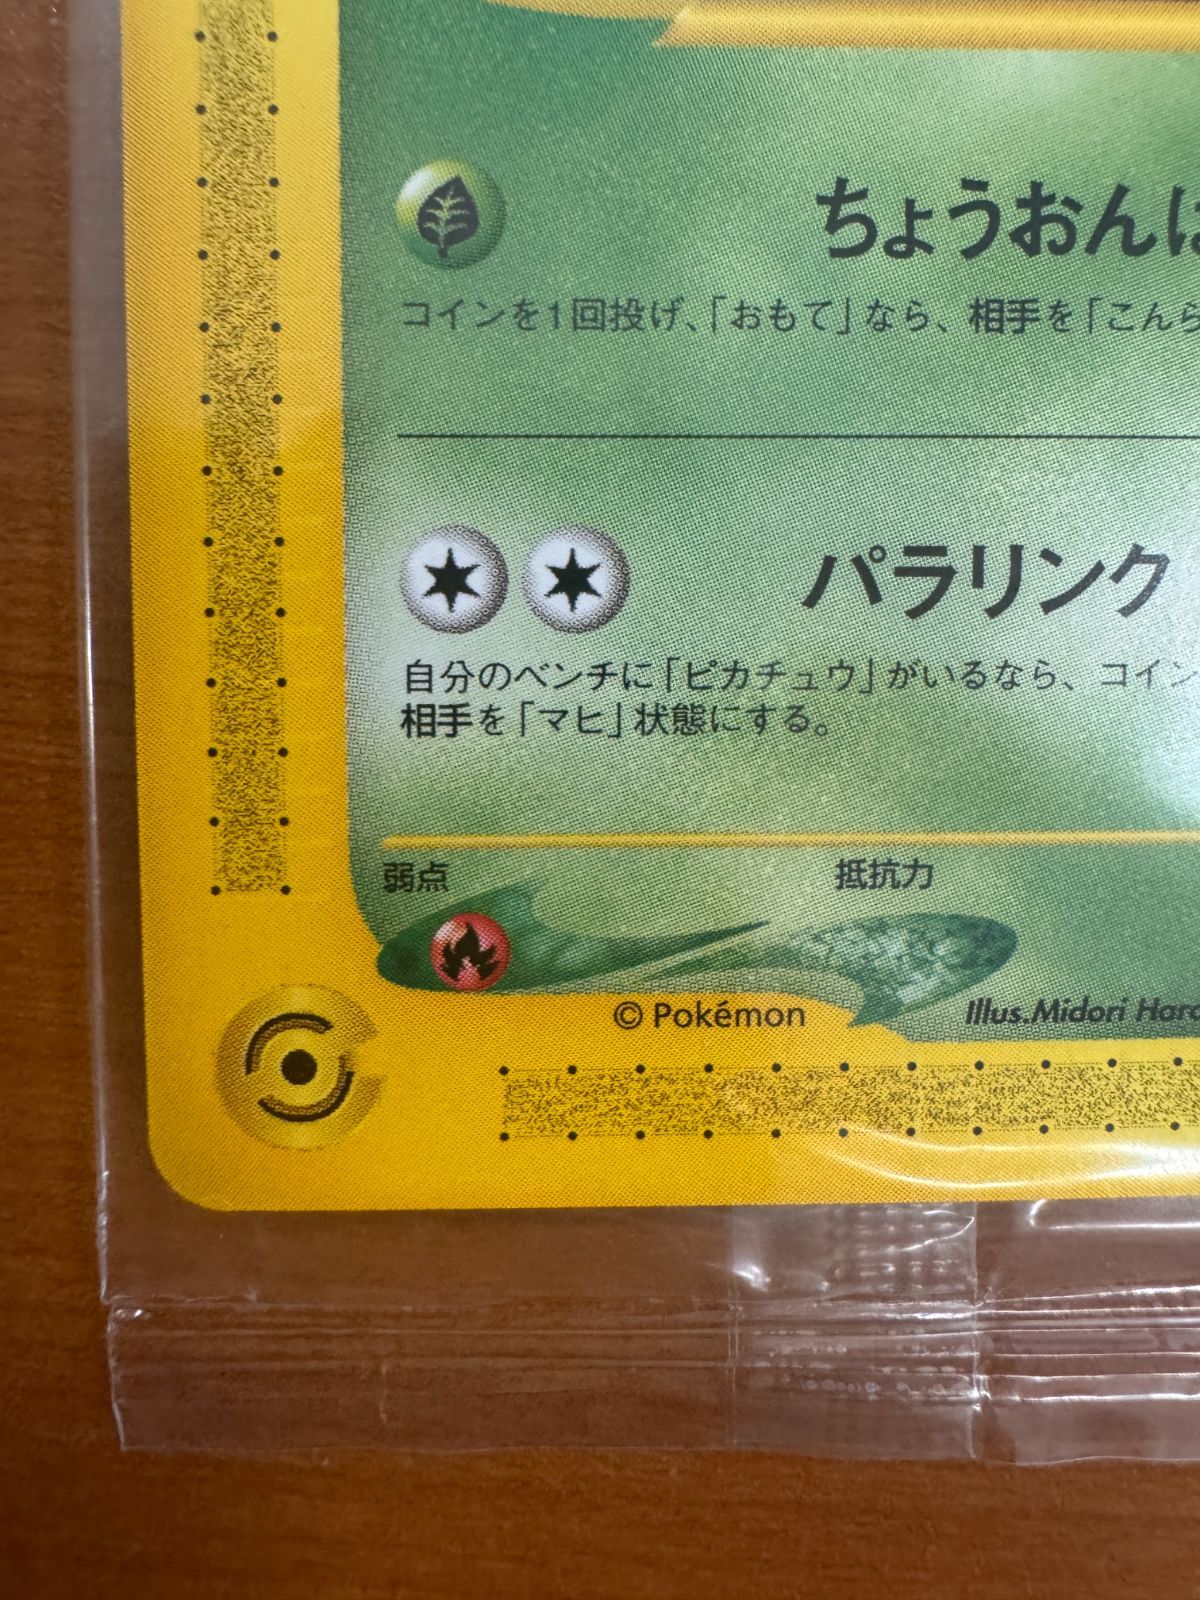 ちょうおんは
コインを1回投げ、「おもて」なら、相手を「こんら
パラリンク
自分のベンチに「ピカチュウ」がいるなら、コイン
相手を「マヒ」状態にする。
弱点 抵抗力
© Pokémon Illus.Midori Hara